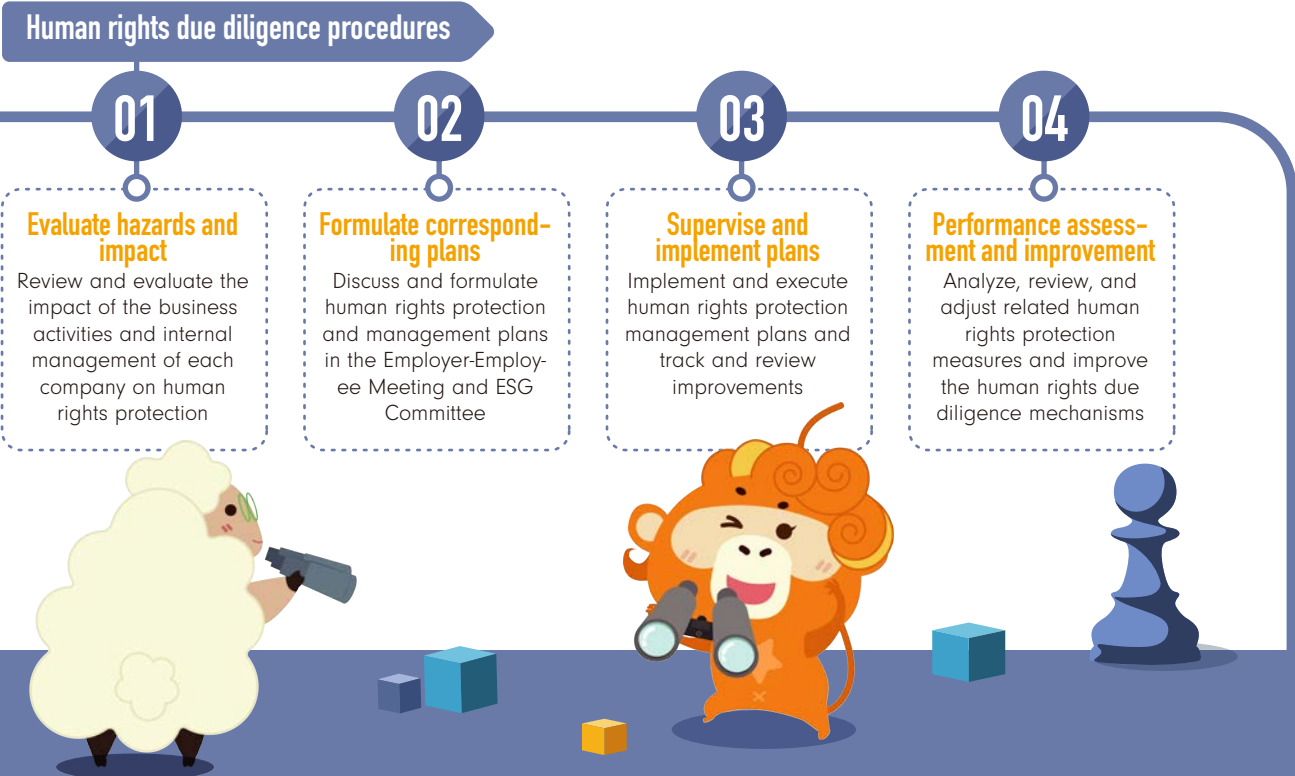 Human rights due diligence procedures
01
Evaluate hazards and
impact
Review and evaluate the
impact of the business
activities and internal
management of each
company on human
rights protection
02
Formulate correspond-
ing plans
Discuss and formulate
human rights protection
and management plans
in the Employer-Employ-
ee Meeting and ESG
Committee
03
Supervise and
implement plans
Implement and execute
human rights protection
management plans and
track and review
improvements
04
Performance assess-
ment and improvement
Analyze, review, and
adjust related human
rights protection
measures and improve
the human rights due
diligence mechanisms